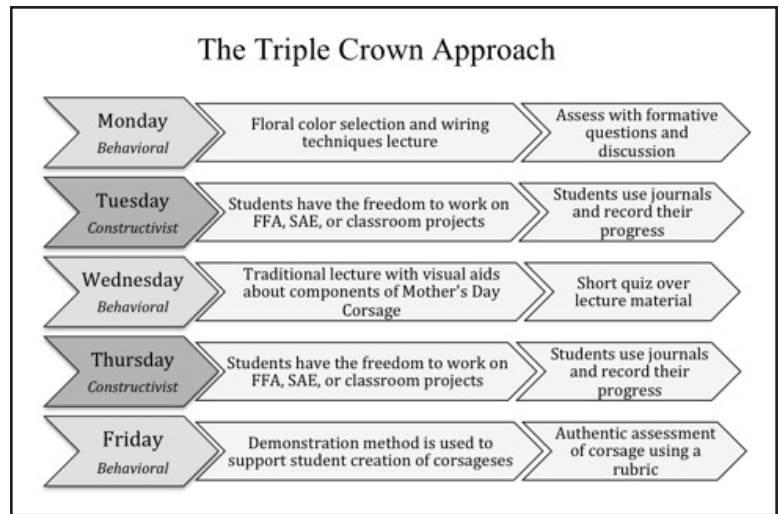 The Triple Crown Approach
Monday
Behavioral
Floral color selection and wiring
techniques lecture
Assess with formative
questions and
discussion
Tuesday
Constructivist
Students have the freedom to work on
FFA, SAE, or classroom projects
Students use journals
and record their
progress
Wednesday
Behavioral
Traditional lecture with visual aids
about components of Mother's Day
Corsage
Short quiz over
lecture material
Thursday
Constructivist
Students have the freedom to work on
FFA, SAE, or classroom projects
Students use journals
and record their
progress
Friday
Behavioral
Demonstration method is used to
support student creation of corsageses
Authentic assessment
of corsage using a
rubric